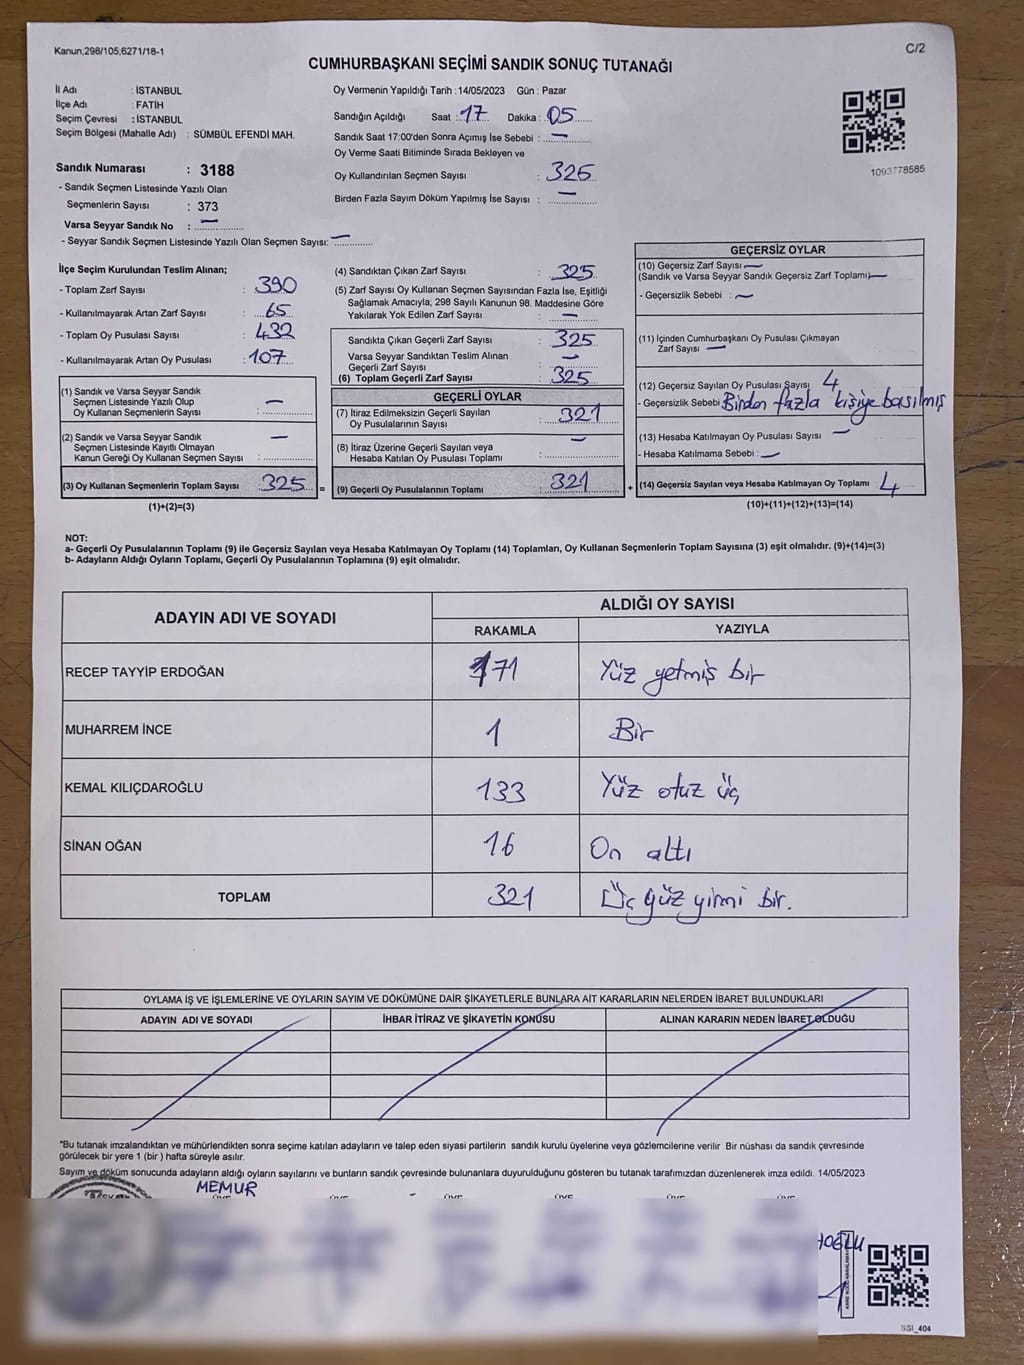 Kanun,298/105,6271/18-1
C/2
CUMHURBAŞKANI SEÇİMİ SANDIK SONUÇ TUTANAĞI
İl Adı : İSTANBUL
İlçe Adı : FATİH
Seçim Çevresi : İSTANBUL
Seçim Bölgesi (Mahalle Adı) : SÜMBÜL EFENDİ MAH.
Sandık Numarası : 3188
- Sandık Seçmen Listesinde Yazılı Olan
Seçmenlerin Sayısı : 373
Varsa Seyyar Sandık No : —
- Seyyar Sandık Seçmen Listesinde Yazılı Olan Seçmen Sayısı: —
Oy Vermenin Yapıldığı Tarih :14/05/2023 Gün : Pazar
Sandığın Açıldığı Saat : 17 Dakika : 05
Sandık Saat 17:00'den Sonra Açımış İse Sebebi : —
Oy Verme Saati Bitiminde Sırada Bekleyen ve
Oy Kullandırılan Seçmen Sayısı : 325
Birden Fazla Sayım Döküm Yapılmış İse Sayısı : —
1093778585
İlçe Seçim Kurulundan Teslim Alınan;
- Toplam Zarf Sayısı : 390
- Kullanılmayarak Artan Zarf Sayısı : 65
- Toplam Oy Pusulası Sayısı : 432
- Kullanılmayarak Artan Oy Pusulası : 107
(1) Sandık ve Varsa Seyyar Sandık
Seçmen Listesinde Yazılı Olup
Oy Kullanan Seçmenlerin Sayısı : —
(2) Sandık ve Varsa Seyyar Sandık
Seçmen Listesinde Kayıtlı Olmayan
Kanun Gereği Oy Kullanan Seçmen Sayısı : —
(3) Oy Kullanan Seçmenlerin Toplam Sayısı 325 =
(1)+(2)=(3)
(4) Sandıktan Çıkan Zarf Sayısı : 325
(5) Zarf Sayısı Oy Kullanan Seçmen Sayısından Fazla İse, Eşitliği
Sağlamak Amacıyla; 298 Sayılı Kanunun 98. Maddesine Göre
Yakılarak Yok Edilen Zarf Sayısı : —
Sandıkta Çıkan Geçerli Zarf Sayısı : 325
Varsa Seyyar Sandıktan Teslim Alınan
Geçerli Zarf Sayısı : —
(6) Toplam Geçerli Zarf Sayısı : 325
GEÇERLİ OYLAR
(7) İtiraz Edilmeksizin Geçerli Sayılan
Oy Pusulalarının Sayısı : 321
(8) İtiraz Üzerine Geçerli Sayılan veya
Hesaba Katılan Oy Pusulası Toplamı : —
(9) Geçerli Oy Pusulalarının Toplamı : 321 +
GEÇERSİZ OYLAR
(10) Geçersiz Zarf Sayısı —
(Sandık ve Varsa Seyyar Sandık Geçersiz Zarf Toplamı) —
- Geçersizlik Sebebi : —
(11) İçinden Cumhurbaşkanı Oy Pusulası Çıkmayan
Zarf Sayısı —
(12) Geçersiz Sayılan Oy Pusulası Sayısı 4
- Geçersizlik Sebebi Birden fazla kişiye basılmış
(13) Hesaba Katılmayan Oy Pusulası Sayısı —
- Hesaba Katılmama Sebebi : —
(14) Geçersiz Sayılan veya Hesaba Katılmayan Oy Toplamı 4
(10)+(11)+(12)+(13)=(14)
NOT:
a- Geçerli Oy Pusulalarının Toplamı (9) ile Geçersiz Sayılan veya Hesaba Katılmayan Oy Toplamı (14) Toplamları, Oy Kullanan Seçmenlerin Toplam Sayısına (3) eşit olmalıdır. (9)+(14)=(3)
b- Adayların Aldığı Oyların Toplamı, Geçerli Oy Pusulalarının Toplamına (9) eşit olmalıdır.
ADAYIN ADI VE SOYADI
ALDIĞI OY SAYISI
RAKAMLA YAZIYLA
RECEP TAYYİP ERDOĞAN 171 Yüz yetmiş bir
MUHARREM İNCE 1 Bir
KEMAL KILIÇDAROĞLU 133 Yüz otuz üç
SİNAN OĞAN 16 On altı
TOPLAM 321 Üç yüz yirmi bir.
OYLAMA İŞ VE İŞLEMLERİNE VE OYLARIN SAYIM VE DÖKÜMÜNE DAİR ŞİKAYETLERLE BUNLARA AİT KARARLARIN NELERDEN İBARET BULUNDUKLARI
ADAYIN ADI VE SOYADI İHBAR İTİRAZ VE ŞİKAYETİN KONUSU ALINAN KARARIN NEDEN İBARET OLDUĞU
*Bu tutanak imzalandıktan ve mühürlendikten sonra seçime katılan adayların ve talep eden siyasi partilerin sandık kurulu üyelerine veya gözlemcilerine verilir. Bir nüshası da sandık çevresinde
görülecek bir yere 1 (bir ) hafta süreyle asılır.
Sayım ve döküm sonucunda adayların aldığı oyların sayılarını ve bunların sandık çevresinde bulunanlara duyurulduğunu gösteren bu tutanak tarafımızdan düzenlenerek imza edildi. 14/05/2023
MEMUR
SSI_404